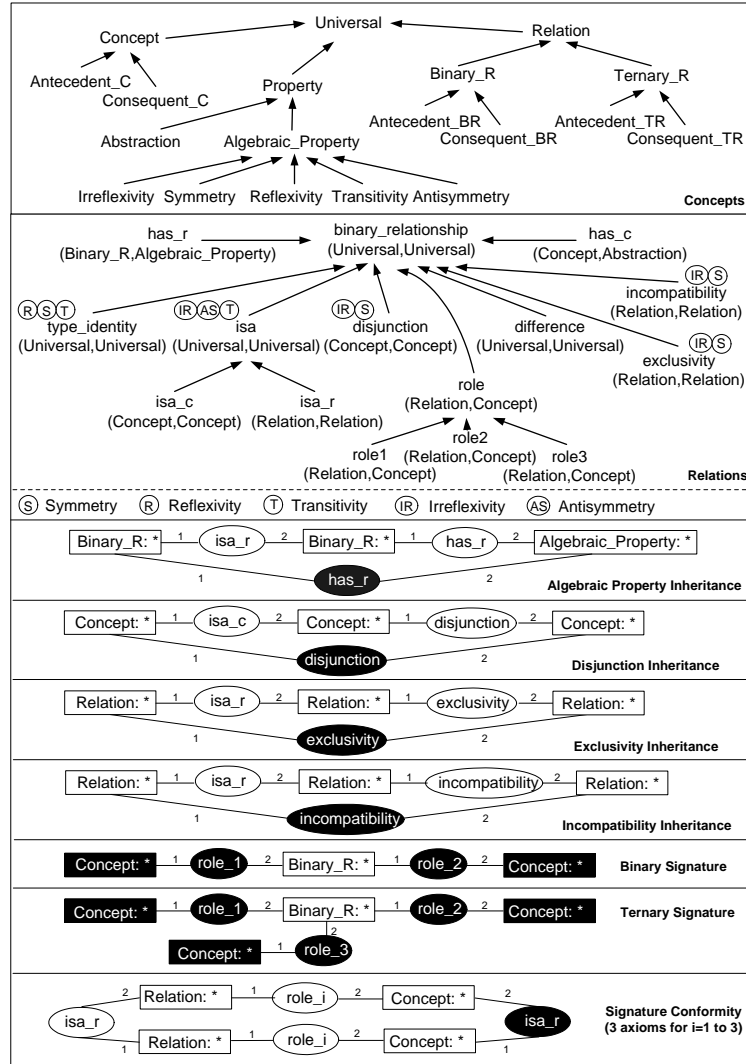 Universal
Concept
Relation
Antecedent_C
Consequent_C
Property
Binary_R
Ternary_R
Abstraction
Algebraic_Property
Antecedent_BR
Consequent_BR
Antecedent_TR
Consequent_TR
Irreflexivity Symmetry Reflexivity Transitivity Antisymmetry
Concepts
has_r
(Binary_R,Algebraic_Property)
binary_relationship
(Universal,Universal)
has_c
(Concept,Abstraction)
IR S
incompatibility
(Relation,Relation)
R S T
type_identity
(Universal,Universal)
IR AS T
isa
(Universal,Universal)
IR S
disjunction
(Concept,Concept)
difference
(Universal,Universal)
IR S
exclusivity
(Relation,Relation)
isa_c
(Concept,Concept)
isa_r
(Relation,Relation)
role
(Relation,Concept)
role1
(Relation,Concept)
role2
(Relation,Concept)
role3
(Relation,Concept)
Relations
S Symmetry R Reflexivity T Transitivity IR Irreflexivity AS Antisymmetry
Binary_R: * 1 isa_r 2 Binary_R: * 1 has_r 2 Algebraic_Property: *
1 has_r 2
Algebraic Property Inheritance
Concept: * 1 isa_c 2 Concept: * 1 disjunction 2 Concept: *
1 disjunction 2
Disjunction Inheritance
Relation: * 1 isa_r 2 Relation: * 1 exclusivity 2 Relation: *
1 exclusivity 2
Exclusivity Inheritance
Relation: * 1 isa_r 2 Relation: * 1 incompatibility 2 Relation: *
1 incompatibility 2
Incompatibility Inheritance
Concept: * 1 role_1 2 Binary_R: * 1 role_2 2 Concept: *
Binary Signature
Concept: * 1 role_1 2 Binary_R: * 1 role_2 2 Concept: *
Ternary Signature
2
Concept: * 1 role_3
2 Relation: * 1 role_i 2 Concept: * 2
isa_r
isa_r
Signature Conformity
(3 axioms for i=1 to 3)
1 Relation: * 1 role_i 2 Concept: * 1